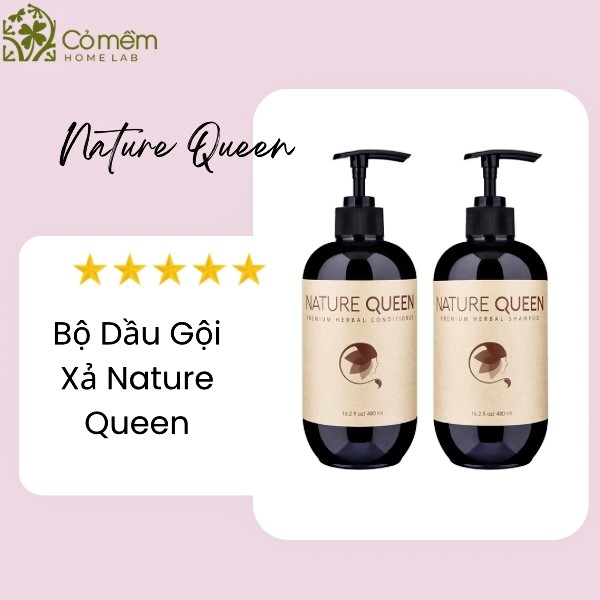 Cỏ mềm
HOME LAB
Nature Queen
Bộ Dầu Gội
Xả Nature
Queen
NATURE QUEEN
PREMIUM HERBAL CONDITIONER
16.2 fl oz/ 480 ml
NATURE QUEEN
PREMIUM HERBAL SHAMPOO
16.2 fl oz/ 480 ml